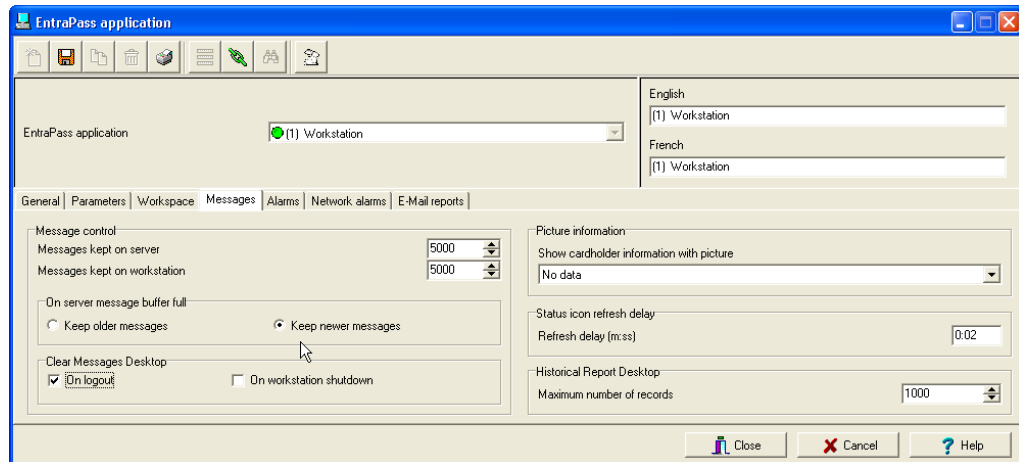 EntraPass application
English
(1) Workstation
EntraPass application
(1) Workstation
French
(1) Workstation
General
Parameters
Workspace
Messages
Alarms
Network alarms
E-Mail reports
Message control
Messages kept on server
5000
Messages kept on workstation
5000
On server message buffer full
Keep older messages
Keep newer messages
Clear Messages Desktop
On logout
On workstation shutdown
Picture information
Show cardholder information with picture
No data
Status icon refresh delay
Refresh delay (m:ss)
0:02
Historical Report Desktop
Maximum number of records
1000
Close
Cancel
Help